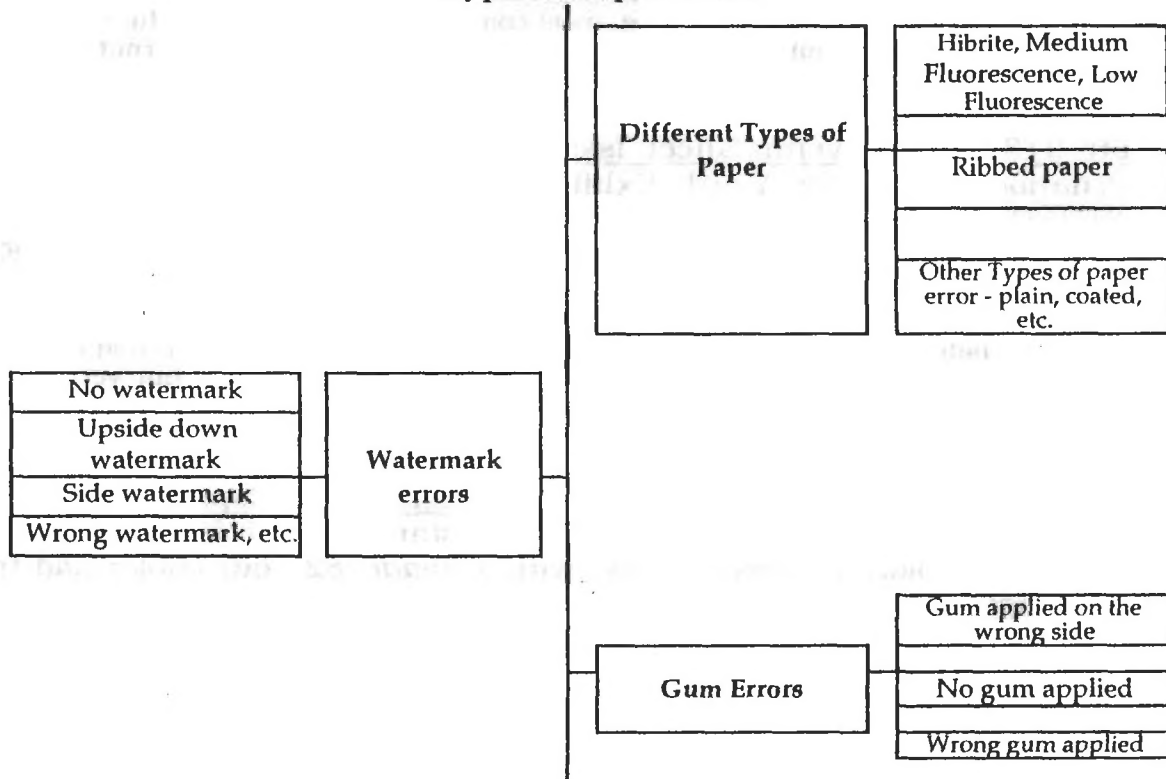 Hibrite, Medium
Fluorescence, Low
Fluorescence
Different Types of
Paper
Ribbed paper
Other Types of paper
error - plain, coated,
etc.
No watermark
Upside down
watermark
Side watermark
Wrong watermark, etc.
Watermark
errors
Gum applied on the
wrong side
Gum Errors
No gum applied
Wrong gum applied